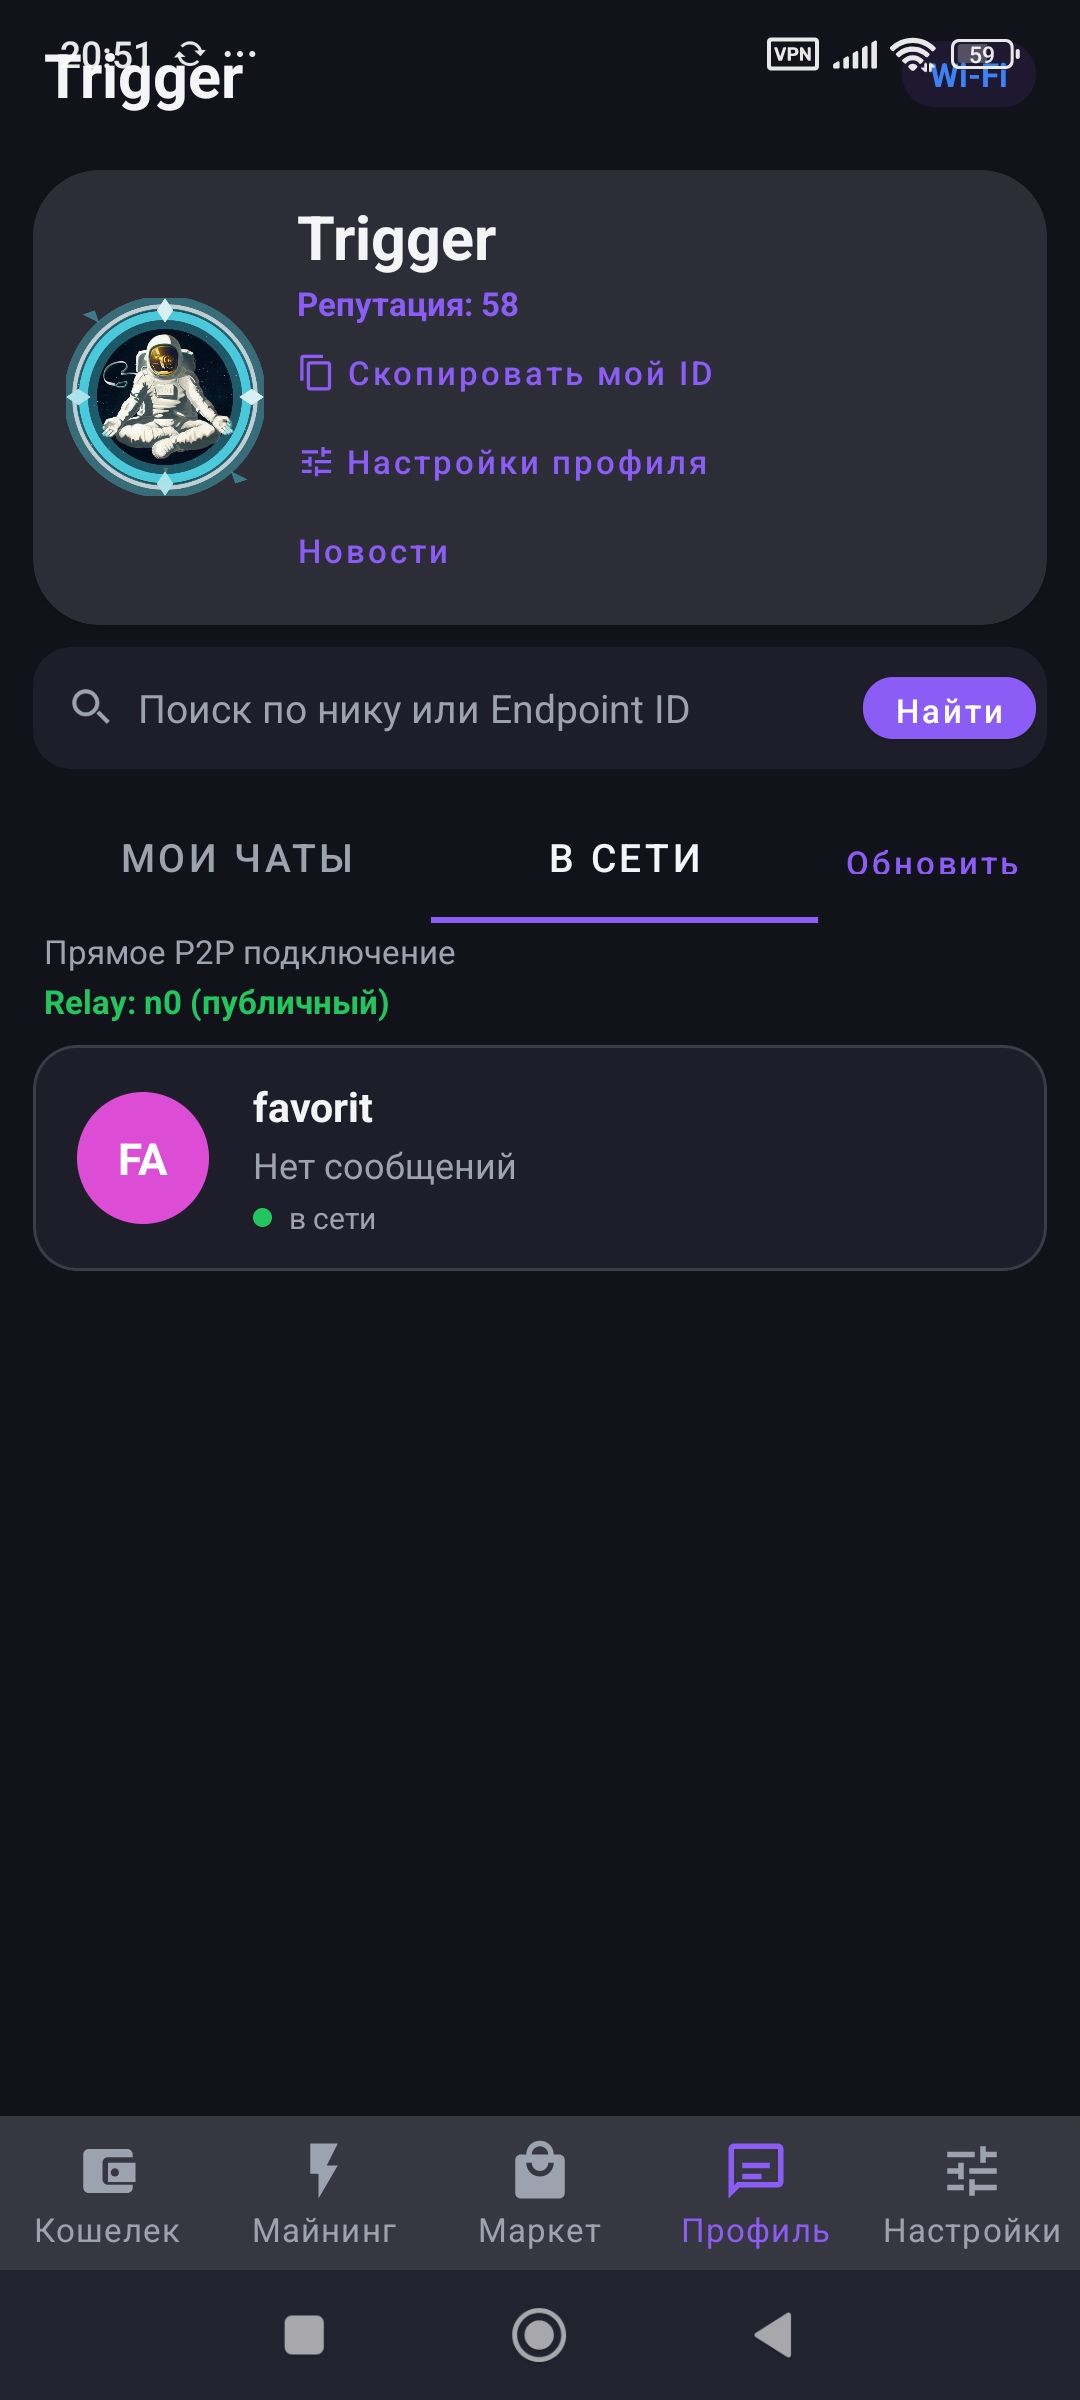 20:51
VPN
59
Trigger
Wi-Fi
Trigger
Репутация: 58
Скопировать мой ID
Настройки профиля
Новости
Поиск по нику или Endpoint ID
Найти
МОИ ЧАТЫ
В СЕТИ
Обновить
Прямое P2P подключение
Relay: n0 (публичный)
FA
favorit
Нет сообщений
в сети
Кошелек
Майнинг
Маркет
Профиль
Настройки